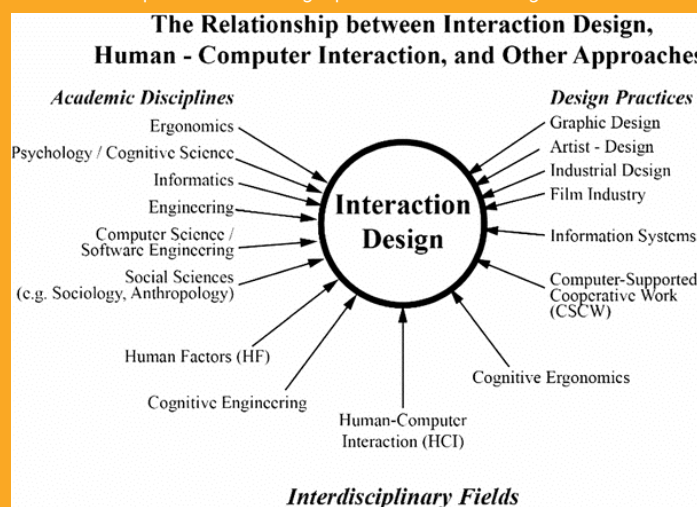 The Relationship between Interaction Design,
Human - Computer Interaction, and Other Approaches
Academic Disciplines
Ergonomics
Psychology / Cognitive Science
Informatics
Engineering
Computer Science /
Software Engineering
Social Sciences
(e.g. Sociology, Anthropology)
Human Factors (HF)
Cognitive Engineering
Interaction
Design
Design Practices
Graphic Design
Artist - Design
Industrial Design
Film Industry
Information Systems
Computer-Supported
Cooperative Work
(CSCW)
Cognitive Ergonomics
Human-Computer
Interaction (HCI)
Interdisciplinary Fields